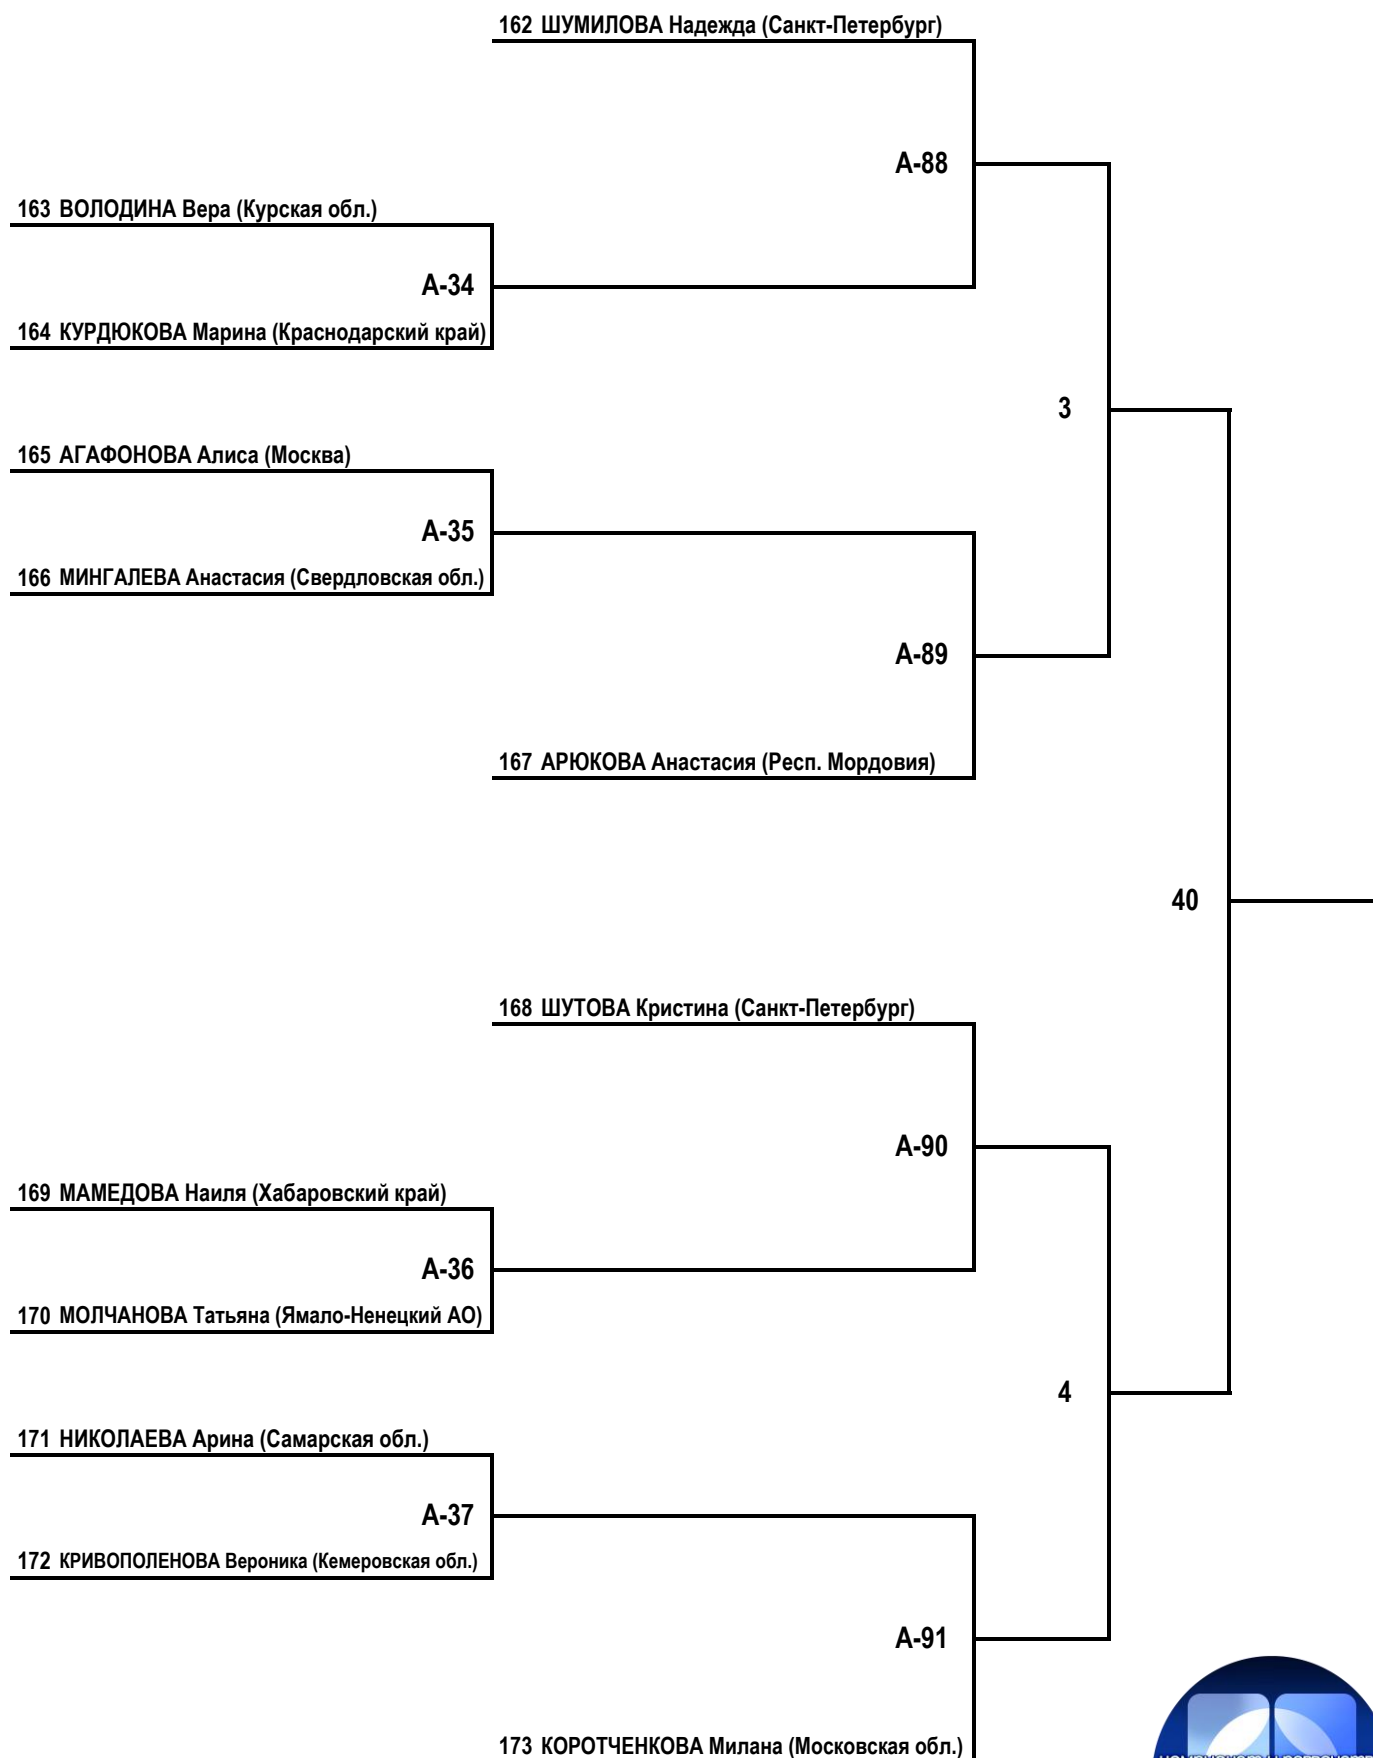 162 ШУМИЛОВА Надежда (Санкт-Петербург)
А-88
163 ВОЛОДИНА Вера (Курская обл.)
А-34
164 КУРДЮКОВА Марина (Краснодарский край)
3
165 АГАФОНОВА Алиса (Москва)
А-35
166 МИНГАЛЕВА Анастасия (Свердловская обл.)
А-89
167 АРЮКОВА Анастасия (Респ. Мордовия)
40
168 ШУТОВА Кристина (Санкт-Петербург)
А-90
169 МАМЕДОВА Наиля (Хабаровский край)
А-36
170 МОЛЧАНОВА Татьяна (Ямало-Ненецкий АО)
4
171 НИКОЛАЕВА Арина (Самарская обл.)
А-37
172 КРИВОПОЛЕНОВА Вероника (Кемеровская обл.)
А-91
173 КОРОТЧЕНКОВА Милана (Московская обл.)